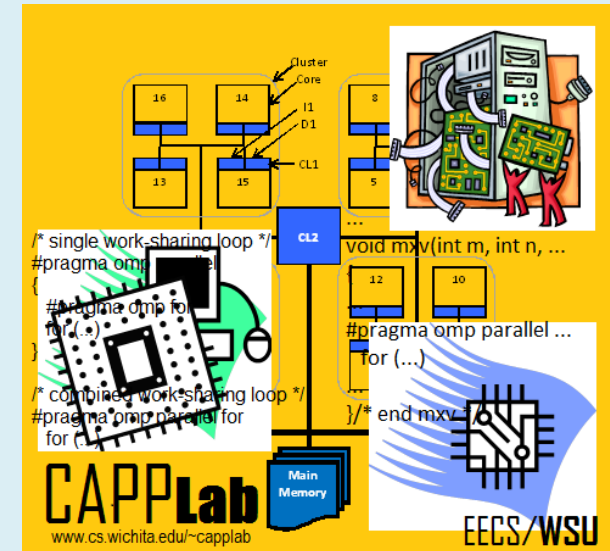 Cluster
Core
I1
D1
CL1
16
14
13
15
8
5
CL2
12
10
/* single work-sharing loop */
#pragma omp parallel
{
#pragma omp for
for (...)
}
/* combined work-sharing loop */
#pragma omp parallel for
for (...)
...
void mxv(int m, int n, ...
{
...
#pragma omp parallel ...
for (...)
...
}/* end mxv */
Main
Memory
CAPPLab
www.cs.wichita.edu/~capplab
EECS/WSU